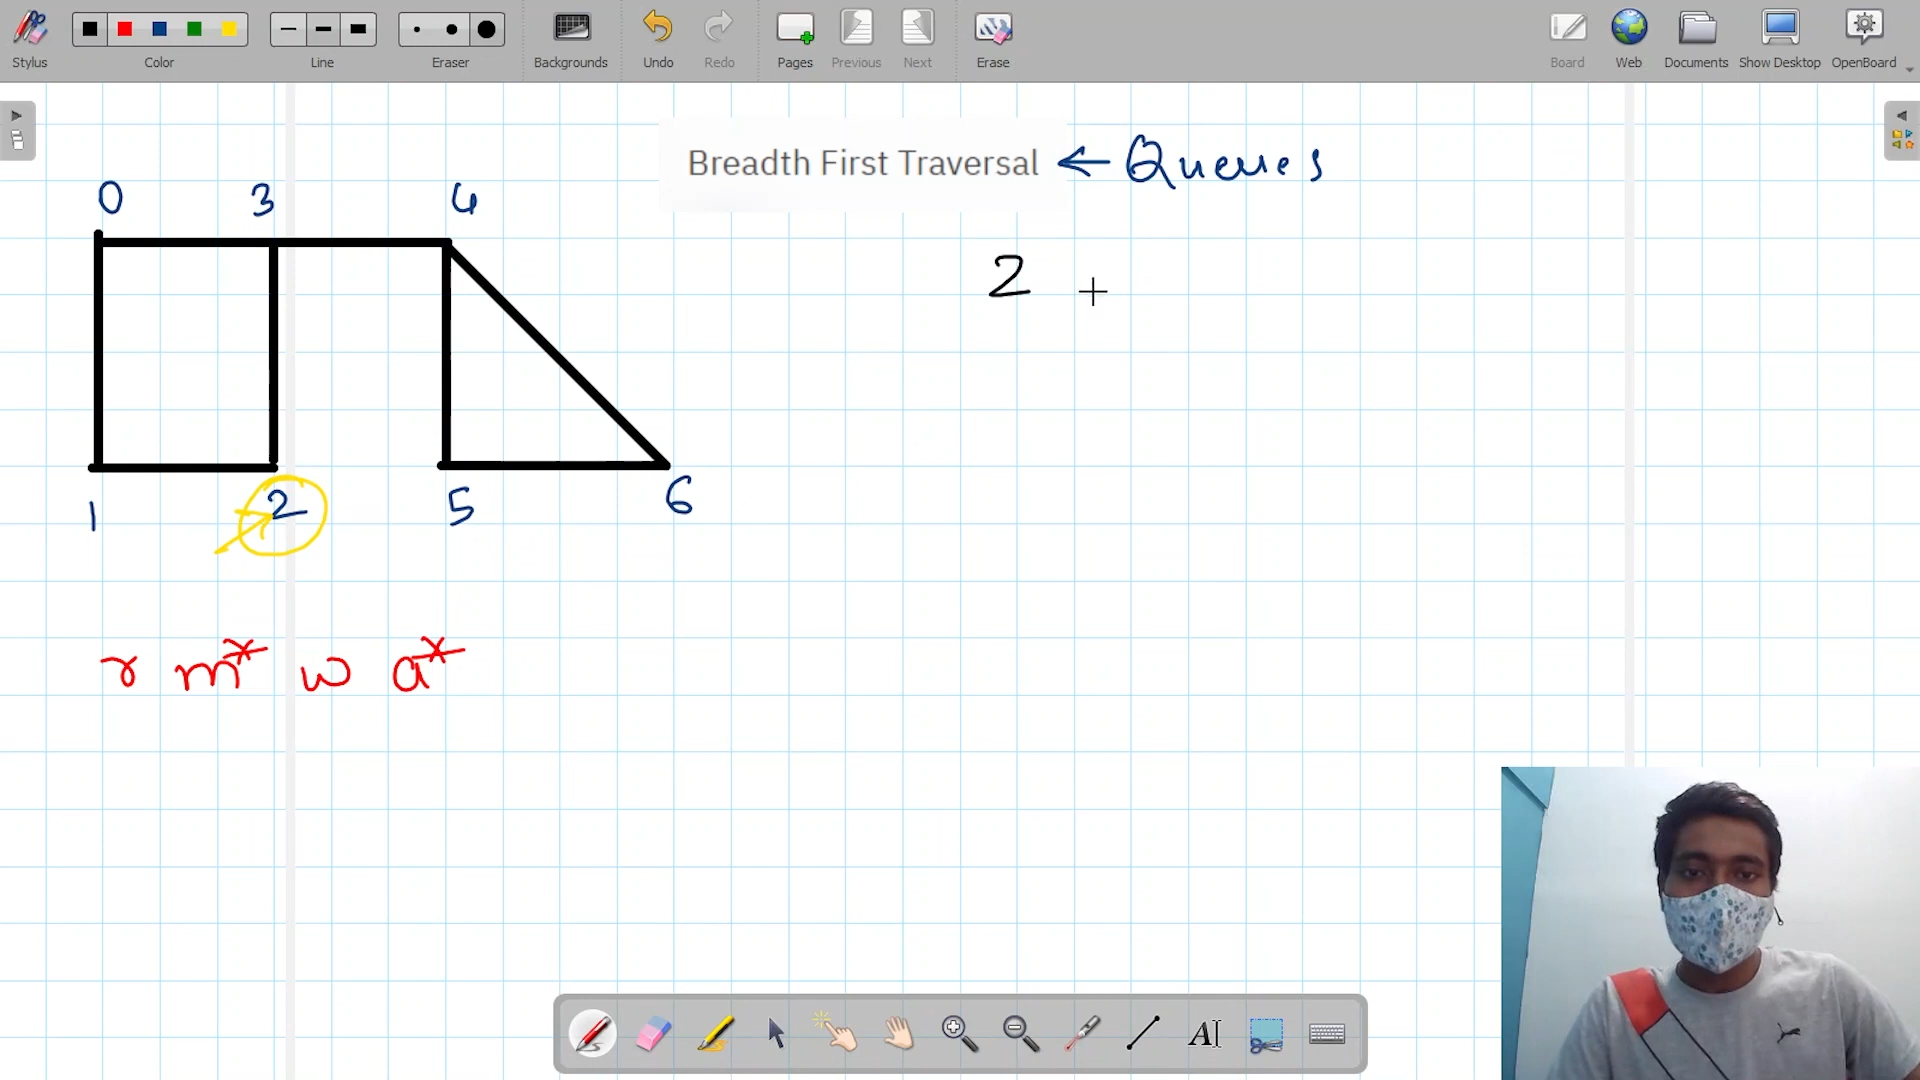 Stylus Color Line Eraser Backgrounds Undo Redo Pages Previous Next Erase Board Web Documents Show Desktop OpenBoard
Breadth First Traversal ← Queues
0 3 4
2
1 2 5 6
r m* w a*
AI